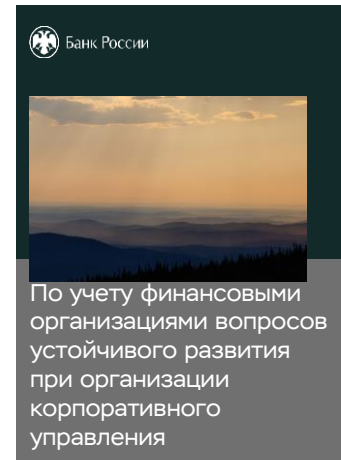 Банк России
По учету финансовыми
организациями вопросов
устойчивого развития
при организации
корпоративного
управления